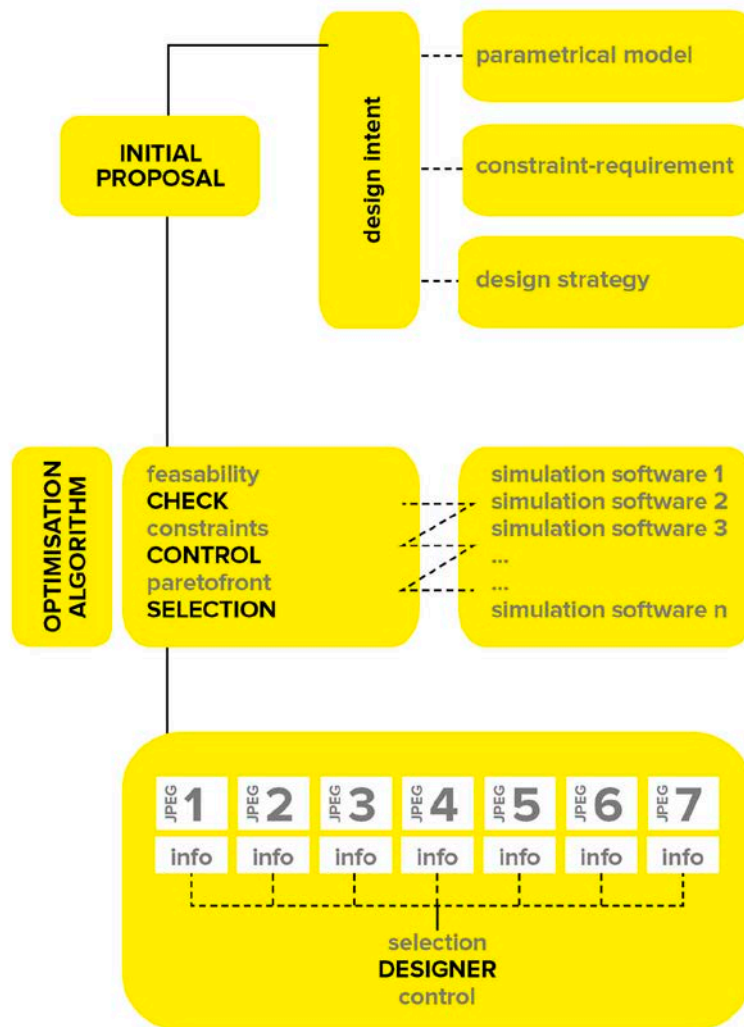 INITIAL
PROPOSAL
design intent
parametrical model
constraint-requirement
design strategy
OPTIMISATION
ALGORITHM
feasability
CHECK
constraints
CONTROL
paretofront
SELECTION
simulation software 1
simulation software 2
simulation software 3
...
...
simulation software n
JPEG 1 JPEG 2 JPEG 3 JPEG 4 JPEG 5 JPEG 6 JPEG 7
info info info info info info info
selection
DESIGNER
control